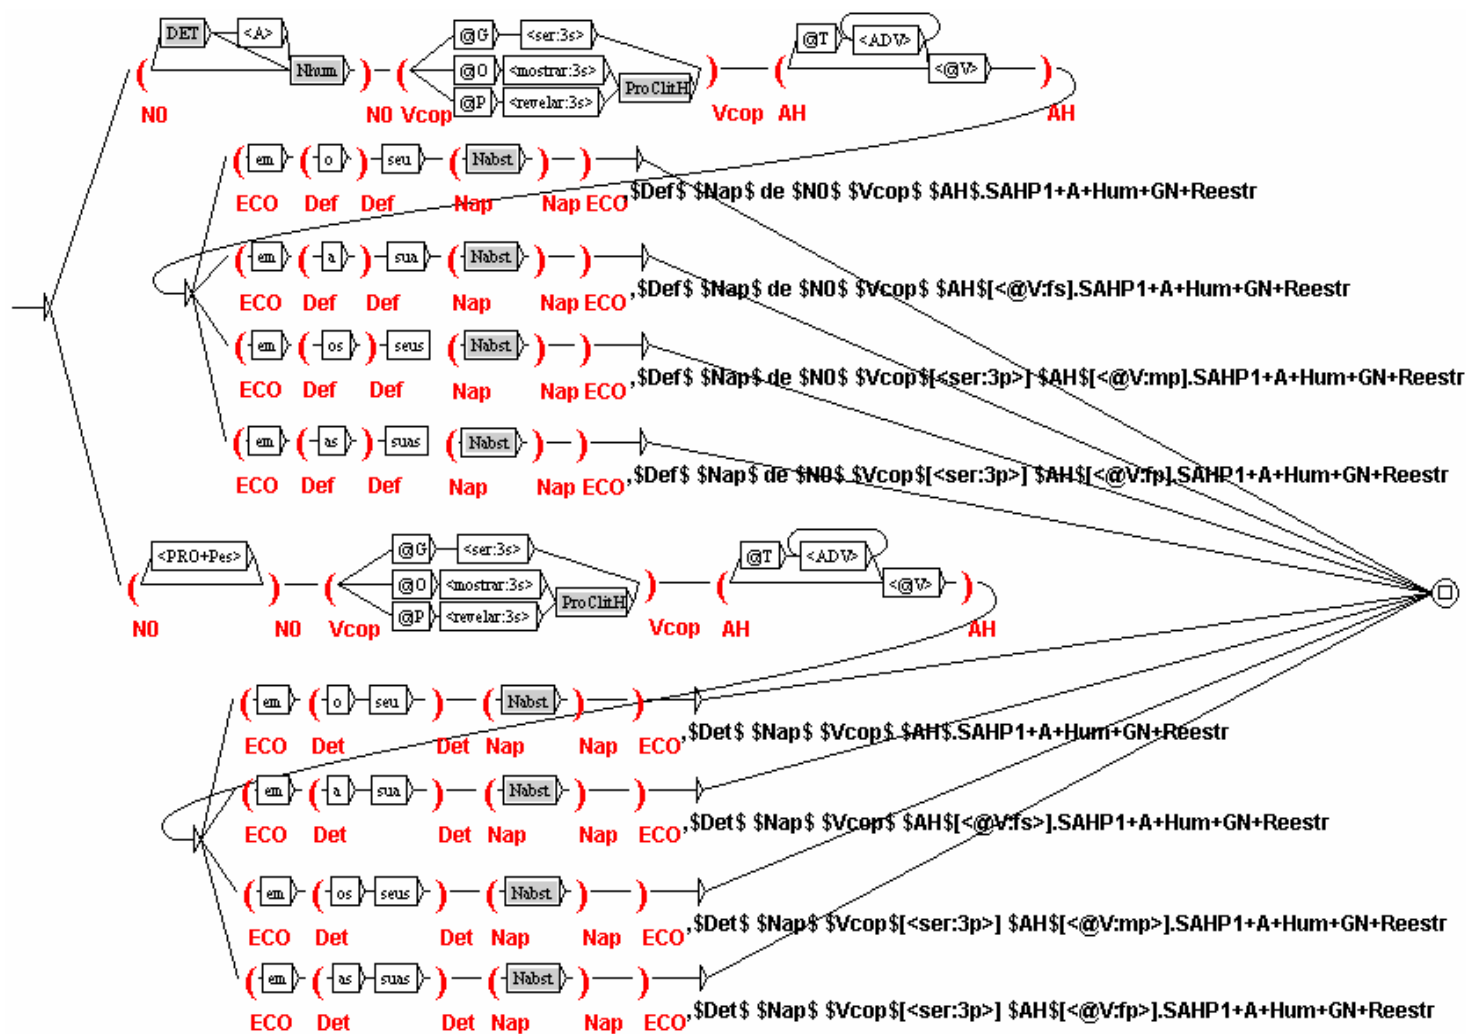 DET <A>
Nhum
@G <ser:3s>
@O <mostrar:3s>
@P <revelar:3s>
ProClitH
@T <ADV>
<@V>
( ) ( ) ( )
N0 N0 Vcop Vcop AH AH
( em ( o ) seu ( Nabst ) )
ECO Def Def Nap Nap ECO ,$Def$ $Nap$ de $N0$ $Vcop$ $AH$.SAHP1+A+Hum+GN+Reestr
( em ( a ) sua ( Nabst ) )
ECO Def Def Nap Nap ECO ,$Def$ $Nap$ de $N0$ $Vcop$ $AH$[<@V:fs].SAHP1+A+Hum+GN+Reestr
( em ( os ) seus ( Nabst ) )
ECO Def Def Nap Nap ECO ,$Def$ $Nap$ de $N0$ $Vcop$[<ser:3p>] $AH$[<@V:mp].SAHP1+A+Hum+GN+Reestr
( em ( as ) suas ( Nabst ) )
ECO Def Def Nap Nap ECO ,$Def$ $Nap$ de $N0$ $Vcop$[<ser:3p>] $AH$[<@V:fp].SAHP1+A+Hum+GN+Reestr
<PRO+Pes>
@G <ser:3s>
@O <mostrar:3s>
@P <revelar:3s>
ProClitH
@T <ADV>
<@V>
( ) ( ) ( )
N0 N0 Vcop Vcop AH AH
( em ( o seu ) ( Nabst ) )
ECO Det Det Nap Nap ECO ,$Det$ $Nap$ $Vcop$ $AH$.SAHP1+A+Hum+GN+Reestr
( em ( a sua ) ( Nabst ) )
ECO Det Det Nap Nap ECO ,$Det$ $Nap$ $Vcop$ $AH$[<@V:fs>].SAHP1+A+Hum+GN+Reestr
( em ( os seus ) ( Nabst ) )
ECO Det Det Nap Nap ECO ,$Det$ $Nap$ $Vcop$[<ser:3p>] $AH$[<@V:mp>].SAHP1+A+Hum+GN+Reestr
( em ( as suas ) ( Nabst ) )
ECO Det Det Nap Nap ECO ,$Det$ $Nap$ $Vcop$[<ser:3p>] $AH$[<@V:fp>].SAHP1+A+Hum+GN+Reestr